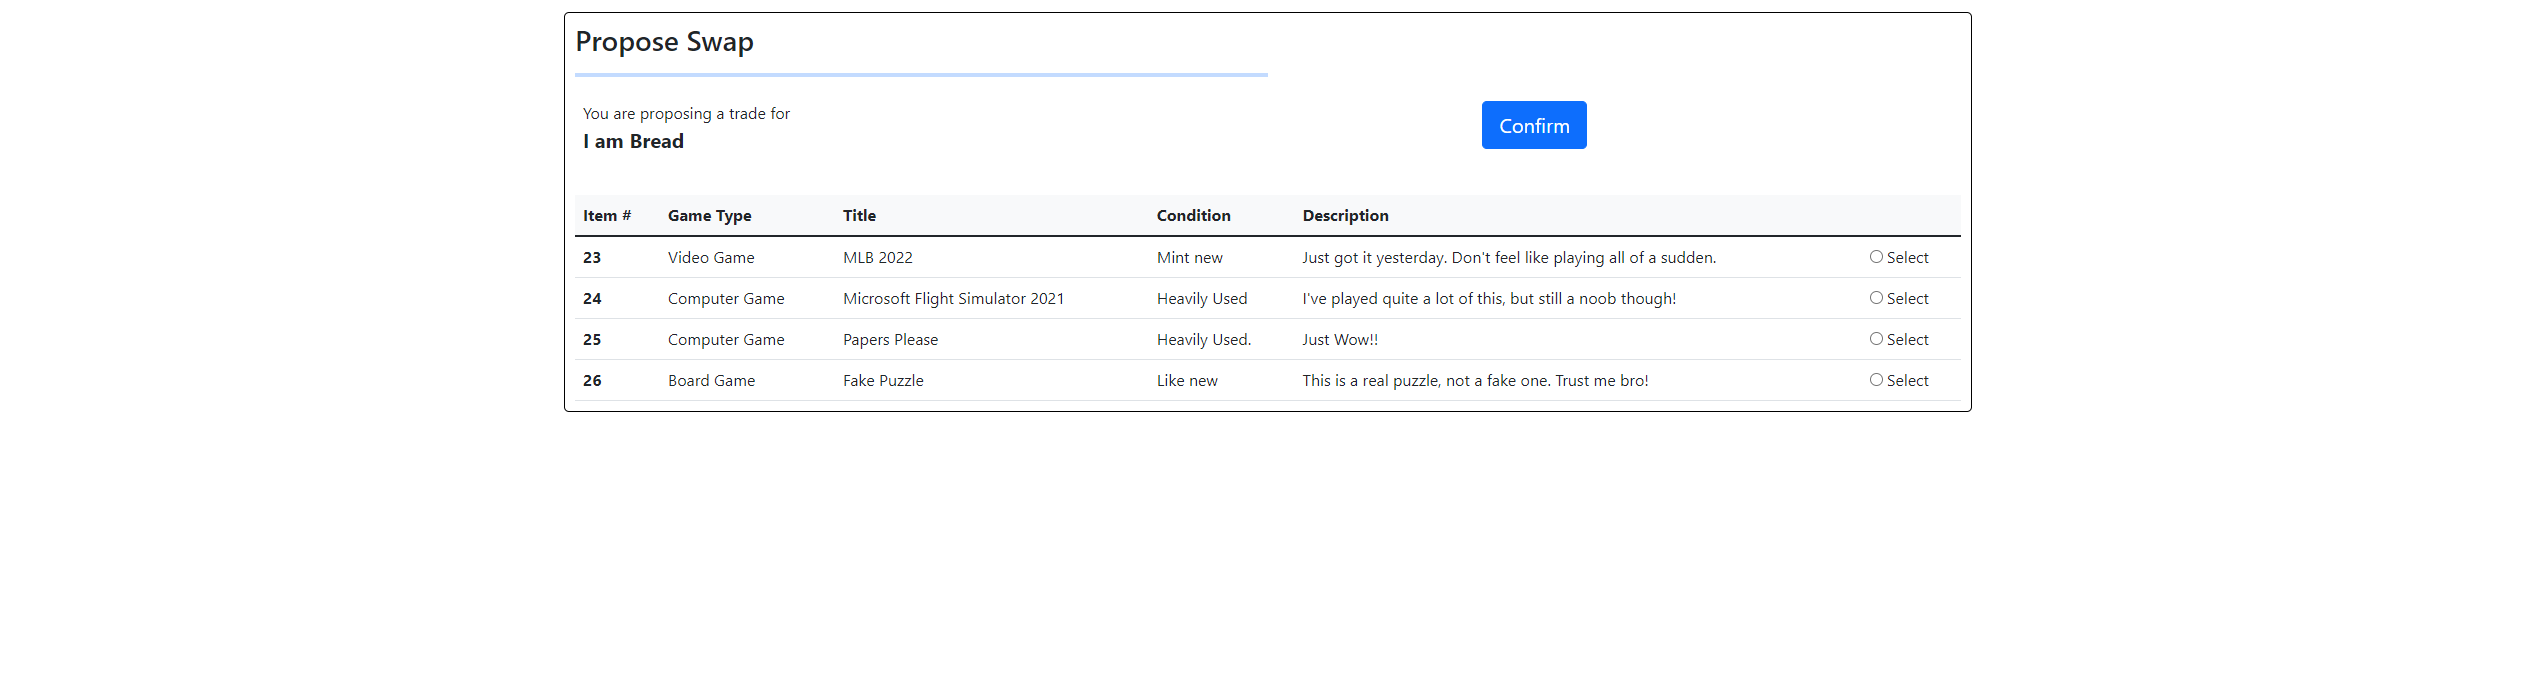 Propose Swap
You are proposing a trade for
I am Bread
Confirm
Item # Game Type Title Condition Description
23 Video Game MLB 2022 Mint new Just got it yesterday. Don't feel like playing all of a sudden. Select
24 Computer Game Microsoft Flight Simulator 2021 Heavily Used I've played quite a lot of this, but still a noob though! Select
25 Computer Game Papers Please Heavily Used. Just Wow!! Select
26 Board Game Fake Puzzle Like new This is a real puzzle, not a fake one. Trust me bro! Select